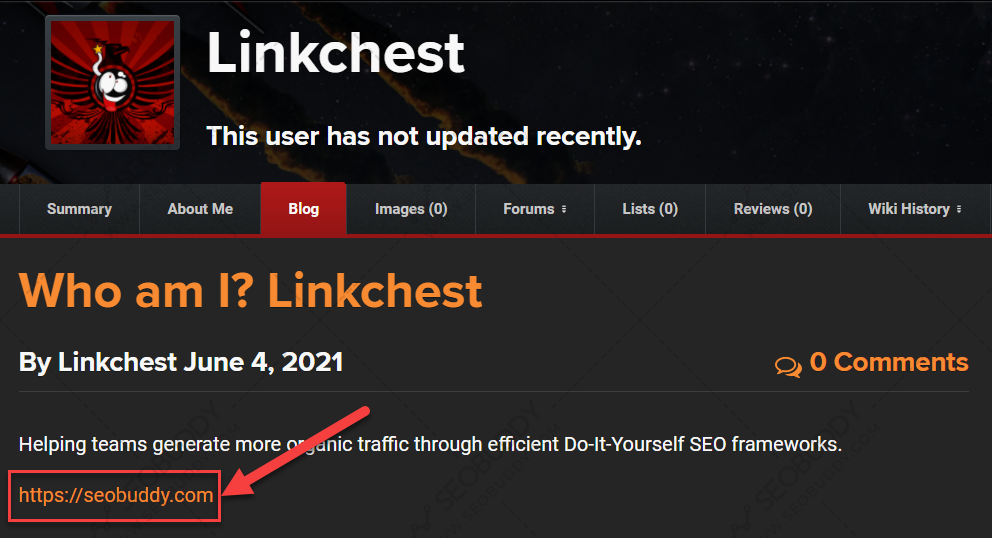 Linkchest
This user has not updated recently.
Summary About Me Blog Images (0) Forums Lists (0) Reviews (0) Wiki History
Who am I? Linkchest
By Linkchest June 4, 2021 0 Comments
Helping teams generate more organic traffic through efficient Do-It-Yourself SEO frameworks.
https://seobuddy.com